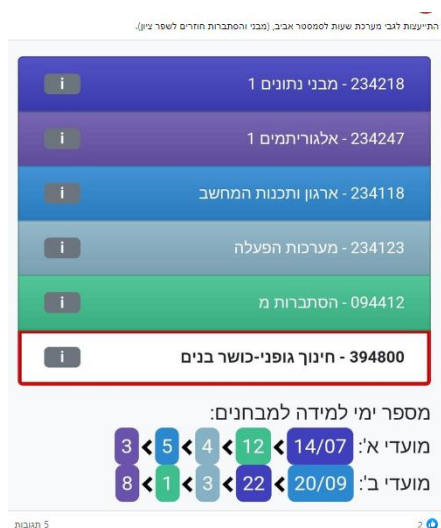 התייעצות לגבי מערכת שעות לסמסטר אביב, (מבני והסתברות חוזרים לשפר ציון).
234218 - מבני נתונים 1 i
234247 - אלגוריתמים 1 i
234118 - ארגון ותכנות המחשב i
234123 - מערכות הפעלה i
094412 - הסתברות מ i
394800 - חינוך גופני-כושר בנים i
מספר ימי למידה למבחנים:
מועדי א': 14/07 < 12 < 4 < 5 < 3
מועדי ב': 20/09 < 22 < 3 < 1 < 8
2 5 תגובות